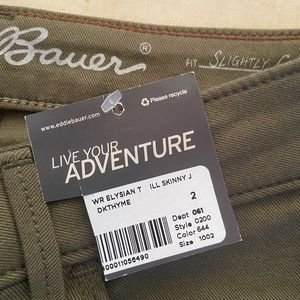 Bauer®
FIT SLIGHTLY
www.eddiebauer.com
Please recycle
LIVE YOUR
ADVENTURE
WR ELYSIAN T ILL SKINNY J
DKTHYME
2
Dept 061
Style 0200
Color 644
Size 1002